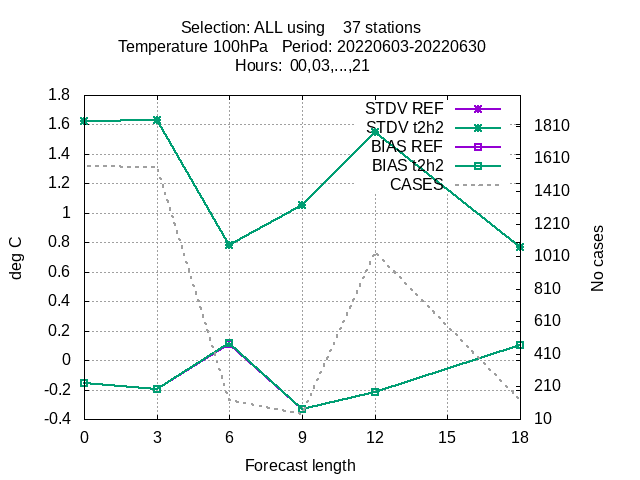 Selection: ALL using    37 stations
Temperature 100hPa   Period: 20220603-20220630
Hours:  00,03,...,21
1.8
1.6
1.4
1.2
1
0.8
0.6
0.4
0.2
0
-0.2
-0.4
deg C
STDV REF
STDV t2h2
BIAS REF
BIAS t2h2
CASES
1810
1610
1410
1210
1010
810
610
410
210
10
No cases
0 3 6 9 12 15 18
Forecast length